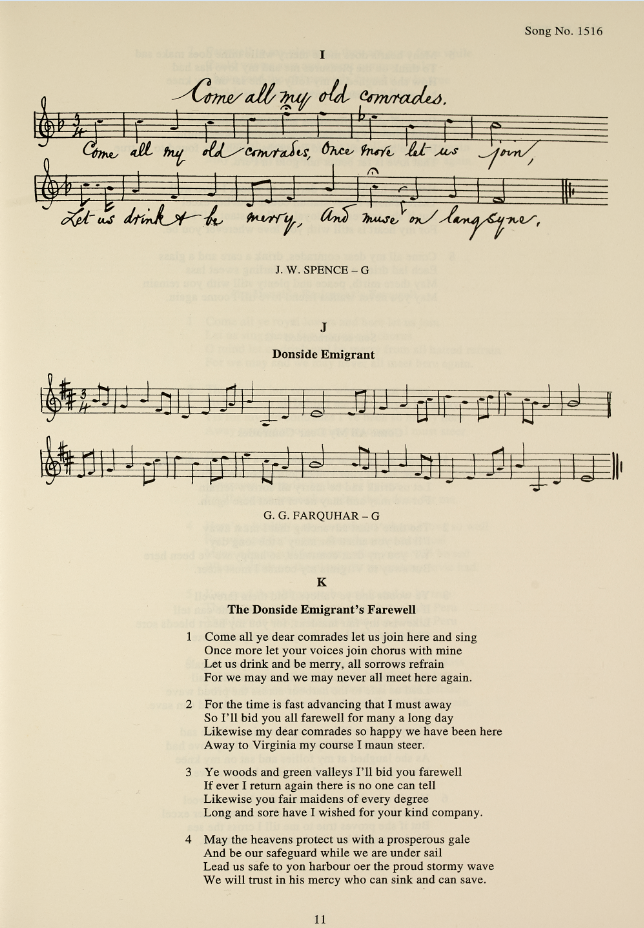 Song No. 1516
I
Come all my old comrades.
Come all my old comrades, Once more let us join,
Let us drink & be merry, And muse on langsyne.
J. W. SPENCE – G
J
Donside Emigrant
G. G. FARQUHAR – G
K
The Donside Emigrant's Farewell
1 Come all ye dear comrades let us join here and sing
Once more let your voices join chorus with mine
Let us drink and be merry, all sorrows refrain
For we may and we may never all meet here again.
2 For the time is fast advancing that I must away
So I'll bid you all farewell for many a long day
Likewise my dear comrades so happy we have been here
Away to Virginia my course I maun steer.
3 Ye woods and green valleys I'll bid you farewell
If ever I return again there is no one can tell
Likewise you fair maidens of every degree
Long and sore have I wished for your kind company.
4 May the heavens protect us with a prosperous gale
And be our safeguard while we are under sail
Lead us safe to yon harbour oer the proud stormy wave
We will trust in his mercy who can sink and can save.
11